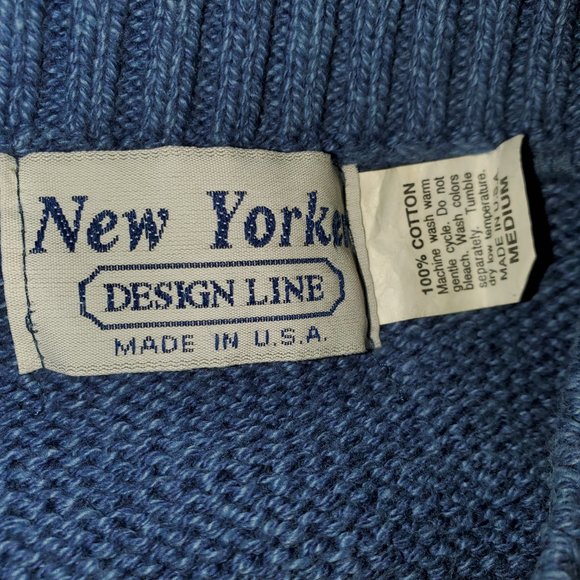 New Yorker
DESIGN LINE
MADE IN U.S.A.
100% COTTON
Machine wash warm
gentle cycle. Do not
bleach. Wash colors
separately. Tumble
dry low temperature.
MADE IN U.S.A
MEDIUM